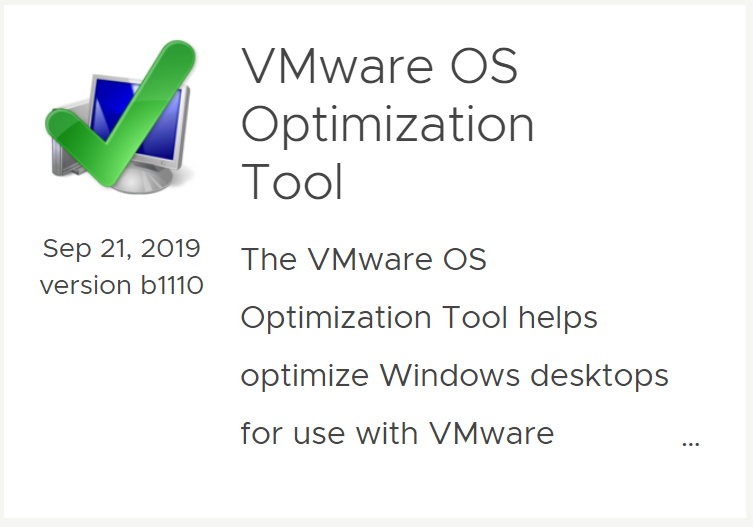 VMware OS
Optimization
Tool
Sep 21, 2019
version b1110
The VMware OS
Optimization Tool helps
optimize Windows desktops
for use with VMware ...